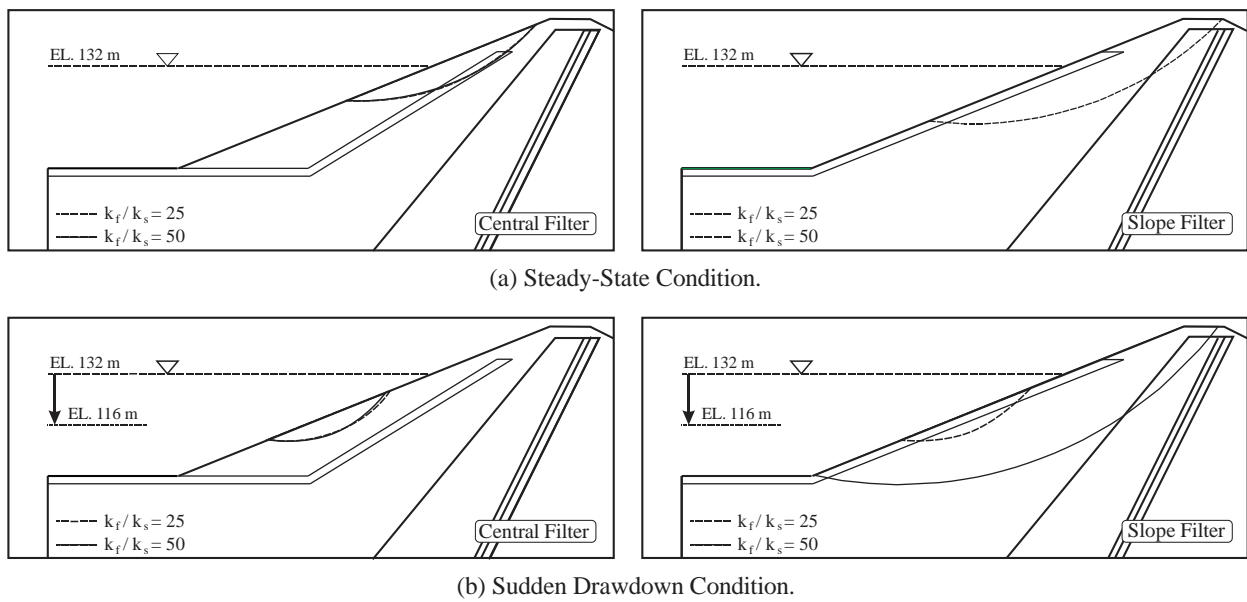 EL. 132 m
k_f / k_s = 25
k_f / k_s = 50
Central Filter
EL. 132 m
k_f / k_s = 25
k_f / k_s = 50
Slope Filter
(a) Steady-State Condition.
EL. 132 m
EL. 116 m
k_f / k_s = 25
k_f / k_s = 50
Central Filter
EL. 132 m
EL. 116 m
k_f / k_s = 25
k_f / k_s = 50
Slope Filter
(b) Sudden Drawdown Condition.